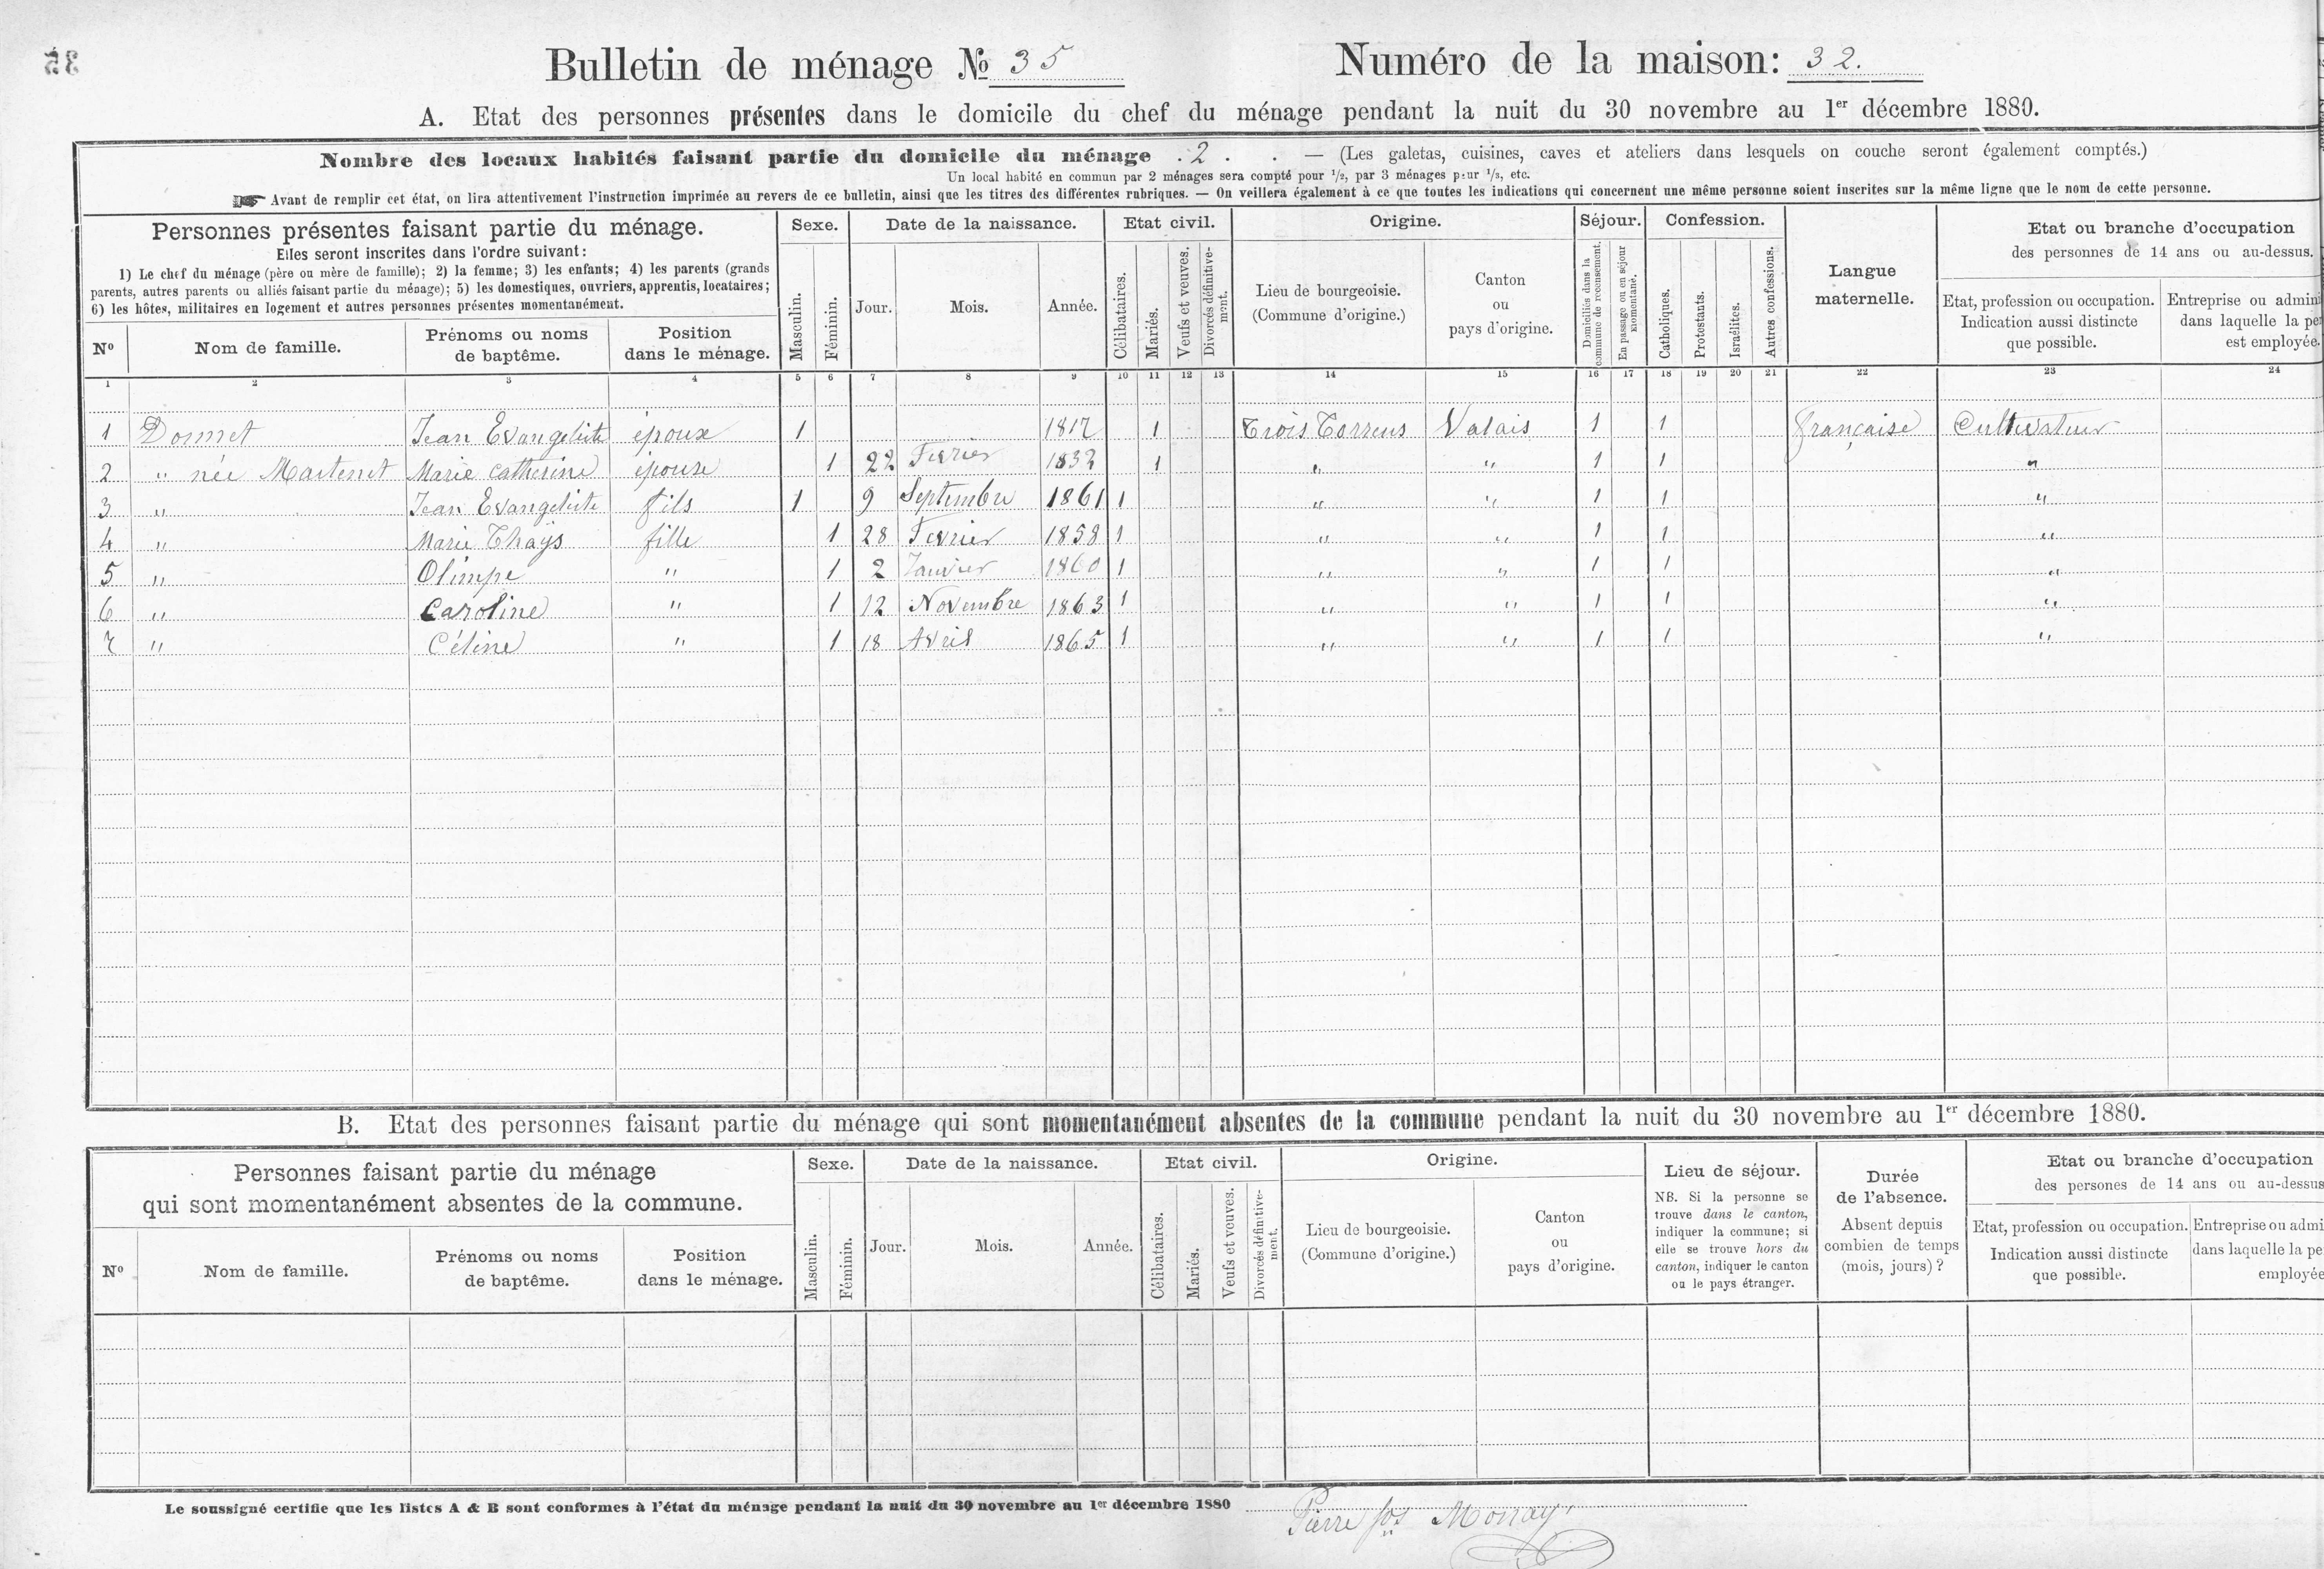 35
Bulletin de ménage № 35
Numéro de la maison: 32.
A. Etat des personnes présentes dans le domicile du chef du ménage pendant la nuit du 30 novembre au 1er décembre 1880.
Nombre des locaux habités faisant partie du domicile du ménage . 2 . . — (Les galetas, cuisines, caves et ateliers dans lesquels on couche seront également comptés.)
Un local habité en commun par 2 ménages sera compté pour 1/2, par 3 ménages pour 1/3, etc.
Avant de remplir cet état, on lira attentivement l'instruction imprimée au revers de ce bulletin, ainsi que les titres des différentes rubriques. — On veillera également à ce que toutes les indications qui concernent une même personne soient inscrites sur la même ligne que le nom de cette personne.
Personnes présentes faisant partie du ménage.
Elles seront inscrites dans l'ordre suivant:
1) Le chef du ménage (père ou mère de famille); 2) la femme; 3) les enfants; 4) les parents (grands
parents, autres parents ou alliés faisant partie du ménage); 5) les domestiques, ouvriers, apprentis, locataires;
6) les hôtes, militaires en logement et autres personnes présentes momentanément.
N° Nom de famille. Prénoms ou noms de baptême. Position dans le ménage.
Sexe. Masculin. Féminin.
Date de la naissance. Jour. Mois. Année.
Etat civil. Célibataires. Mariés. Veufs et veuves. Divorcés définitive-ment.
Origine. Lieu de bourgeoisie. (Commune d'origine.) Canton ou pays d'origine.
Séjour. Domiciliés dans la commune de recensement. En passage ou en séjour momentané.
Confession. Catholiques. Protestants. Israélites. Autres confessions.
Langue maternelle.
Etat ou branche d'occupation
des personnes de 14 ans ou au-dessus.
Etat, profession ou occupation. Indication aussi distincte que possible.
Entreprise ou admini
dans laquelle la per
est employée.
1 2 3 4 5 6 7 8 9 10 11 12 13 14 15 16 17 18 19 20 21 22 23 24
1 Donnet Jean Evangeliste époux 1 1817 1 Trois Torrens Valais 1 1 française Cultivateur
2 " née Martenet Marie Catherine épouse 1 22 Fevrier 1832 1 " " 1 1 "
3 " Jean Evangeliste fils 1 9 Septembre 1861 1 " " 1 1 "
4 " Marie Thaÿs fille 1 28 Fevrier 1858 1 " " 1 1 "
5 " Olimpe " 1 2 Janvier 1860 1 " " 1 1 "
6 " Caroline " 1 12 Novembre 1863 1 " " 1 1 "
7 " Céline " 1 18 Avril 1865 1 " " 1 1 "
B. Etat des personnes faisant partie du ménage qui sont momentanément absentes de la commune pendant la nuit du 30 novembre au 1er décembre 1880.
Personnes faisant partie du ménage
qui sont momentanément absentes de la commune.
N° Nom de famille. Prénoms ou noms de baptême. Position dans le ménage.
Sexe. Masculin. Féminin.
Date de la naissance. Jour. Mois. Année.
Etat civil. Célibataires. Mariés. Veufs et veuves. Divorcés définitive-ment.
Origine. Lieu de bourgeoisie. (Commune d'origine.) Canton ou pays d'origine.
Lieu de séjour.
NB. Si la personne se
trouve dans le canton,
indiquer la commune; si
elle se trouve hors du
canton, indiquer le canton
ou le pays étranger.
Durée
de l'absence.
Absent depuis
combien de temps
(mois, jours)?
Etat ou branche d'occupation
des persones de 14 ans ou au-dessus
Etat, profession ou occupation. Indication aussi distincte que possible.
Entreprise ou admi
dans laquelle la pe
employée
Le soussigné certifie que les listes A & B sont conformes à l'état du ménage pendant la nuit du 30 novembre au 1er décembre 1880
Pierre Jos Monay